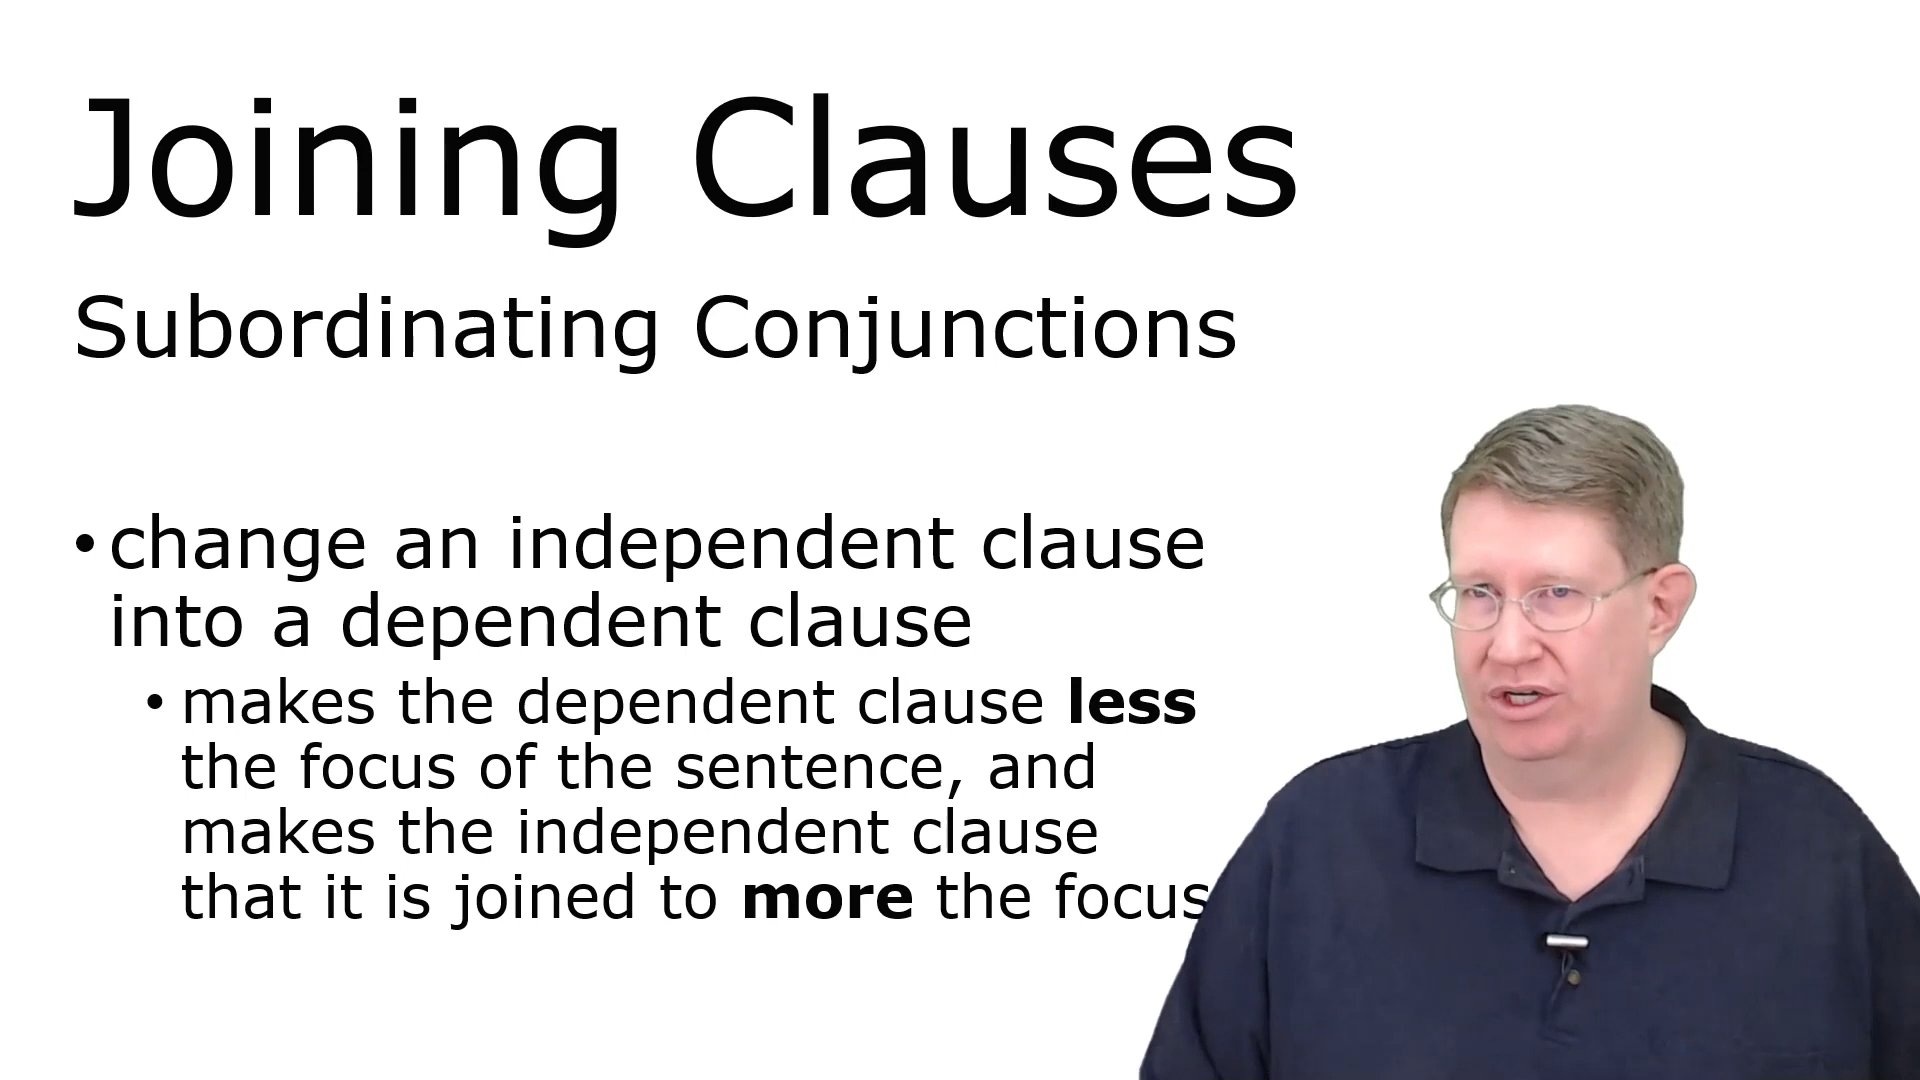 Joining Clauses
Subordinating Conjunctions
• change an independent clause
into a dependent clause
• makes the dependent clause less
the focus of the sentence, and
makes the independent clause
that it is joined to more the focus